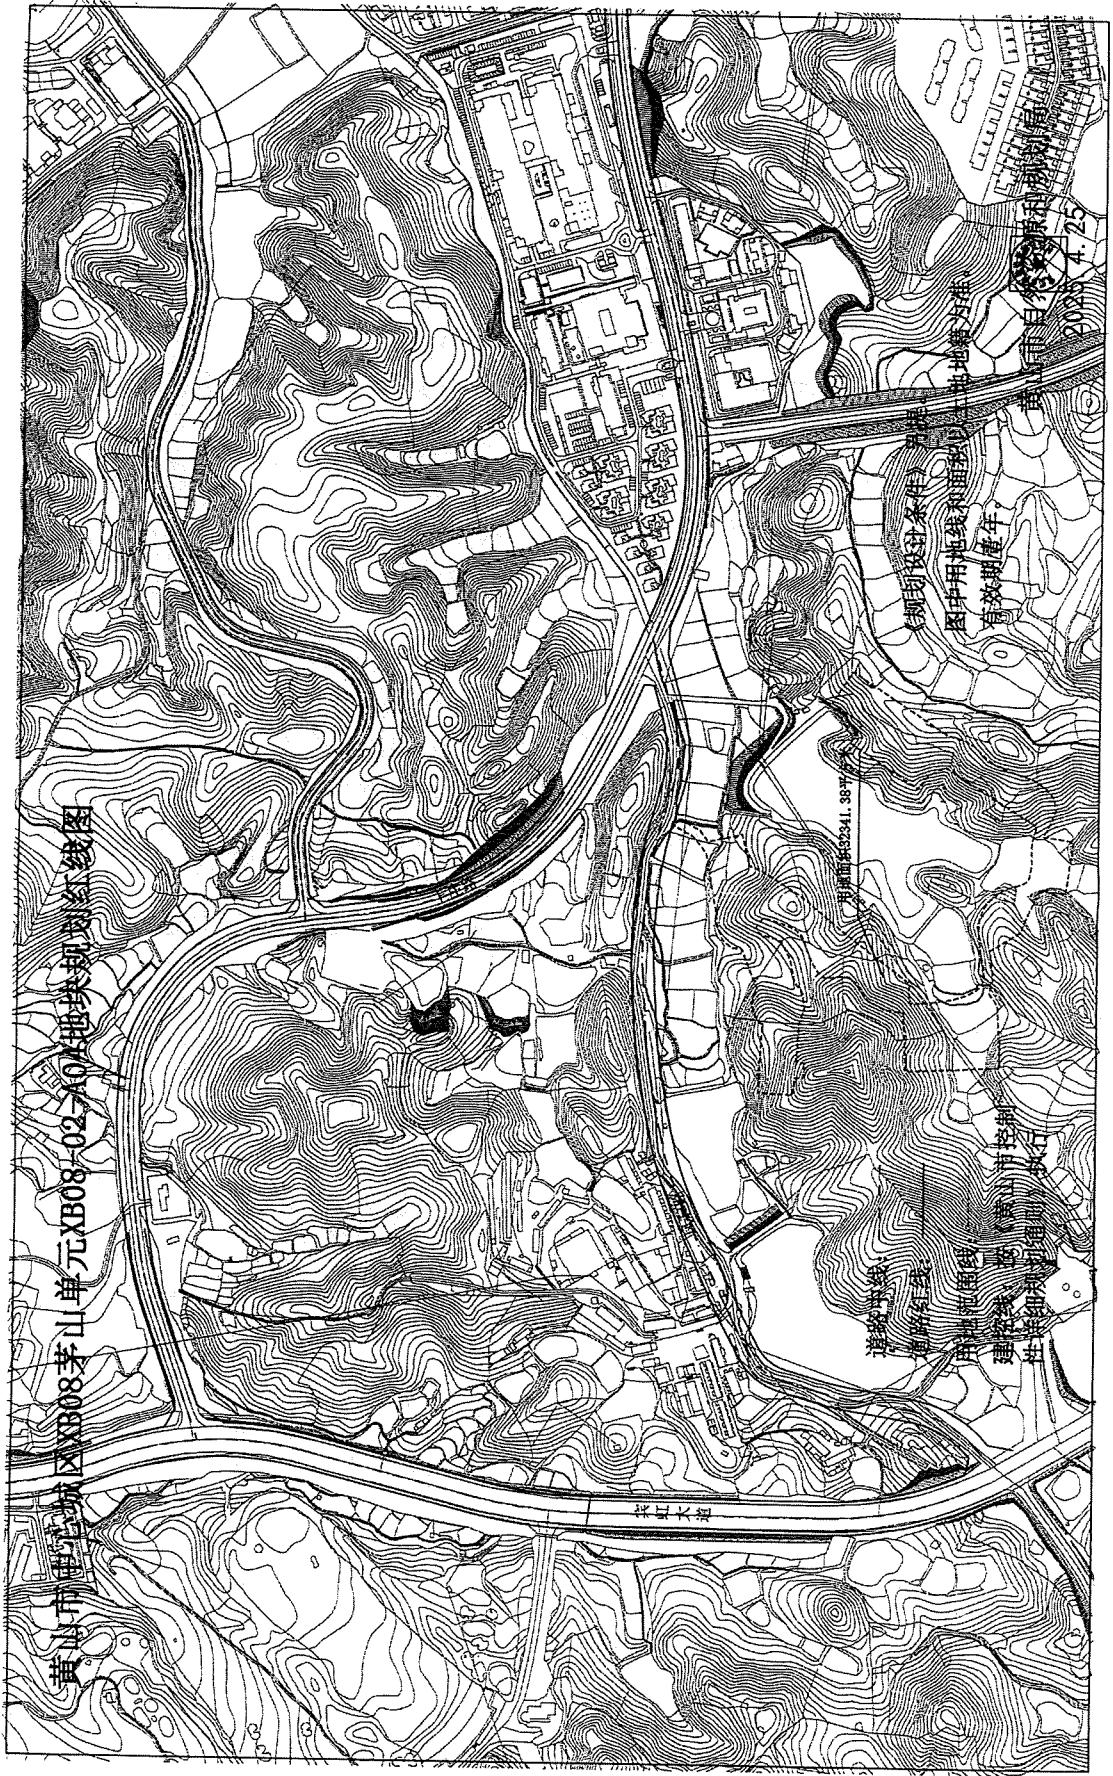 黄山市中心城区XB08茅山单元XB08-02-A04地块规划红线图
用地面积32341.38平方米
《规划设计条件》另提
图中用地线和面积以土地地籍为准。
有效期壹年。
黄山市自然资源和规划局
2025.4.25
道路中线:
道路红线:
用地范围线:
建控线、按《黄山市控制
性详细规划通则》执行